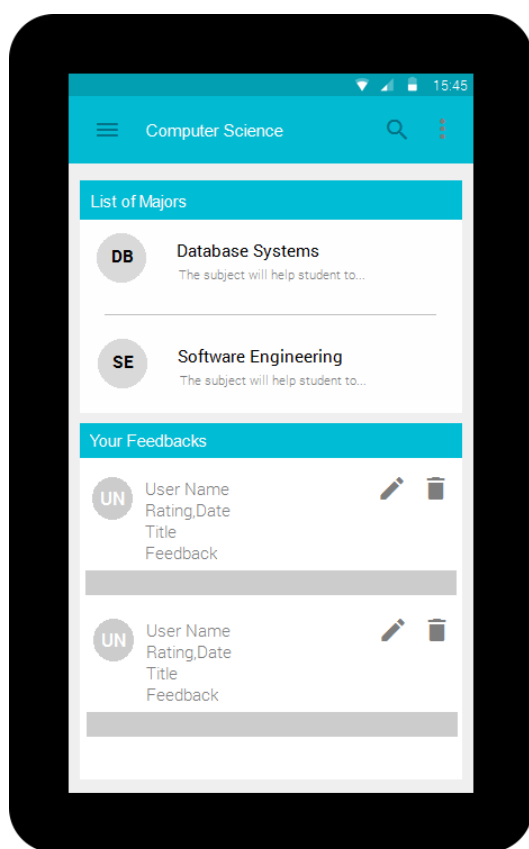 15:45
Computer Science
List of Majors
DB
Database Systems
The subject will help student to...
SE
Software Engineering
The subject will help student to...
Your Feedbacks
UN
User Name
Rating,Date
Title
Feedback
UN
User Name
Rating,Date
Title
Feedback